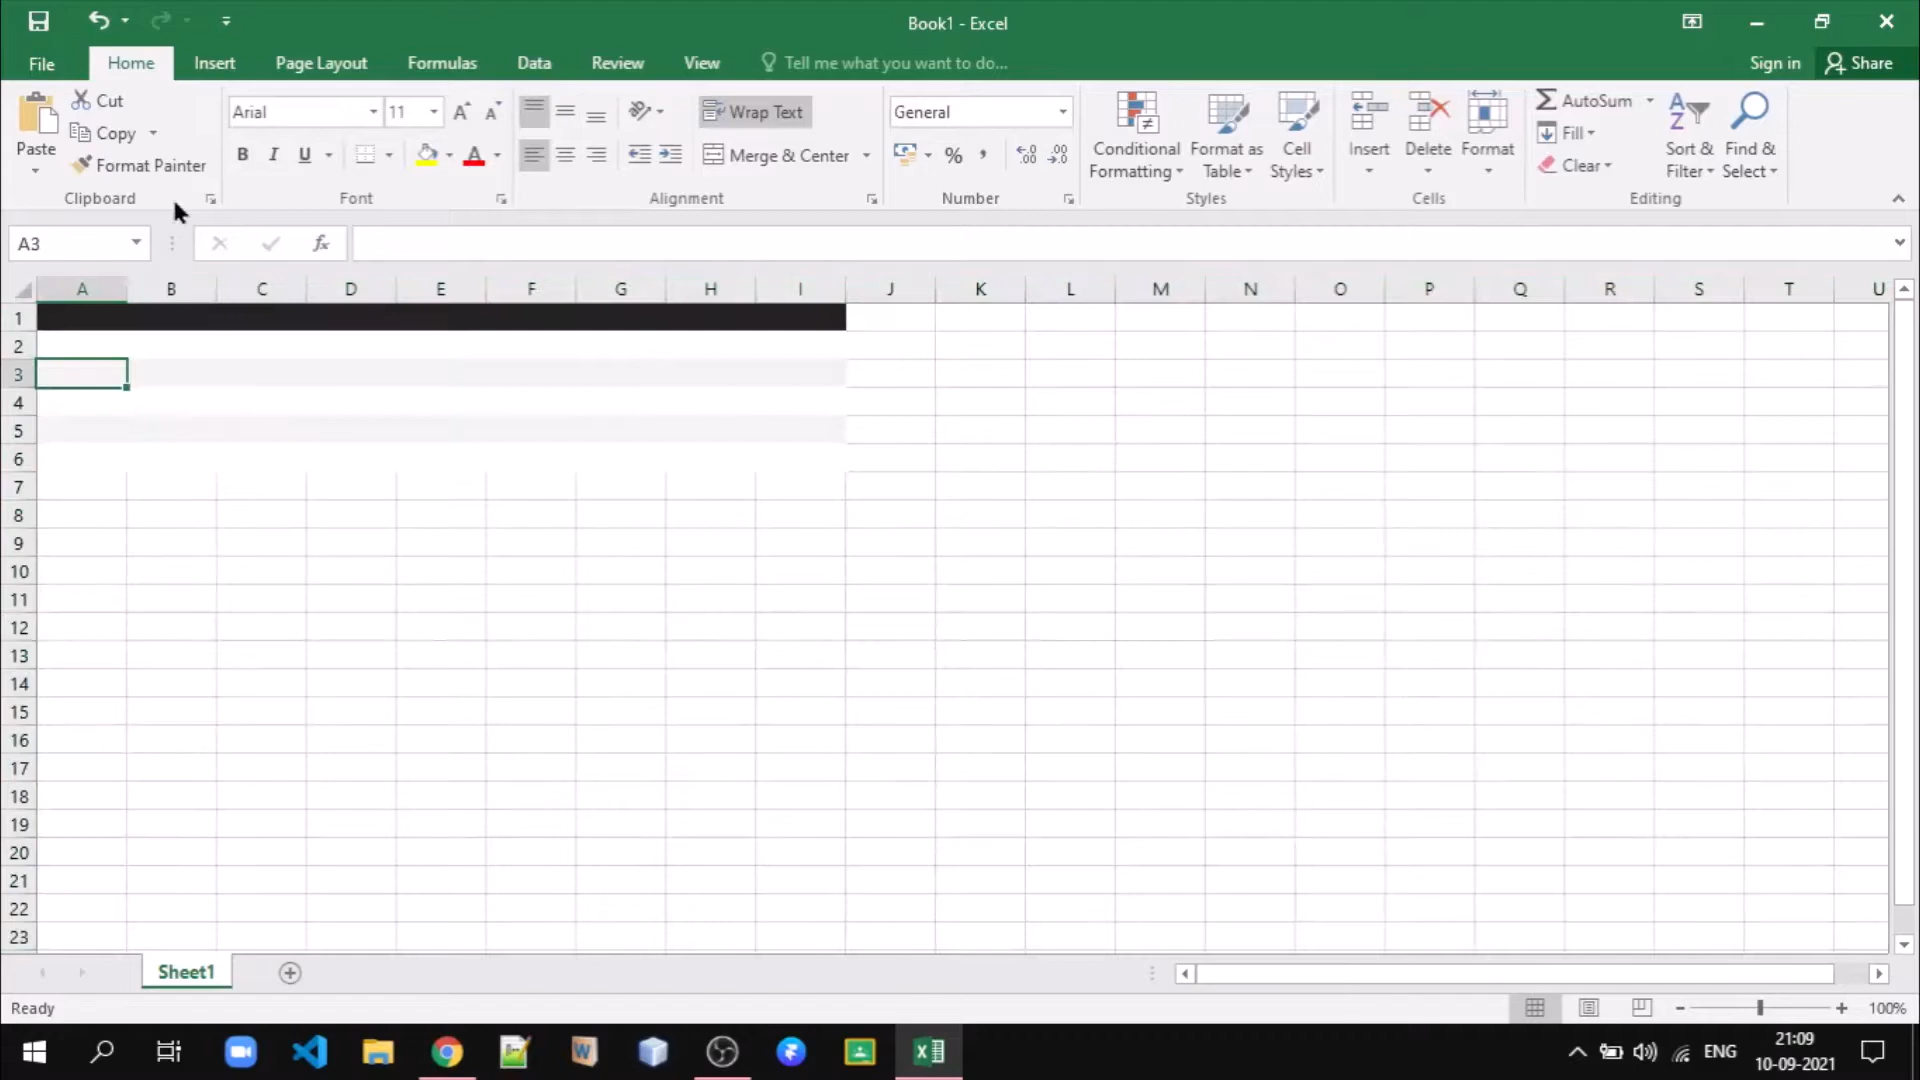 Book1 - Excel
File Home Insert Page Layout Formulas Data Review View Tell me what you want to do... Sign in Share
Paste
Cut
Copy
Format Painter
Clipboard
Arial 11
B I U A
Font
Wrap Text
Merge & Center
Alignment
General
%
Number
Conditional Formatting
Format as Table
Cell Styles
Styles
Insert Delete Format
Cells
AutoSum
Fill
Clear
Sort & Filter
Find & Select
Editing
A3 fx
A B C D E F G H I J K L M N O P Q R S T U
1
2
3
4
5
6
7
8
9
10
11
12
13
14
15
16
17
18
19
20
21
22
23
Sheet1
Ready 100%
ENG 21:09
10-09-2021